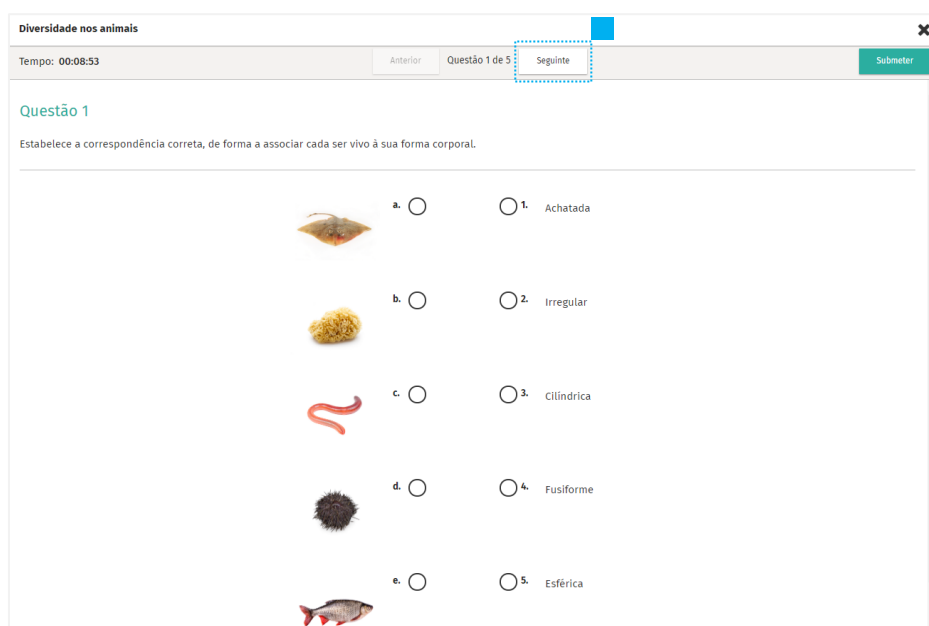 Diversidade nos animais
Tempo: 00:08:53 Anterior Questão 1 de 5 Seguinte Submeter
Questão 1
Estabelece a correspondência correta, de forma a associar cada ser vivo à sua forma corporal.
a. 1. Achatada
b. 2. Irregular
c. 3. Cilíndrica
d. 4. Fusiforme
e. 5. Esférica